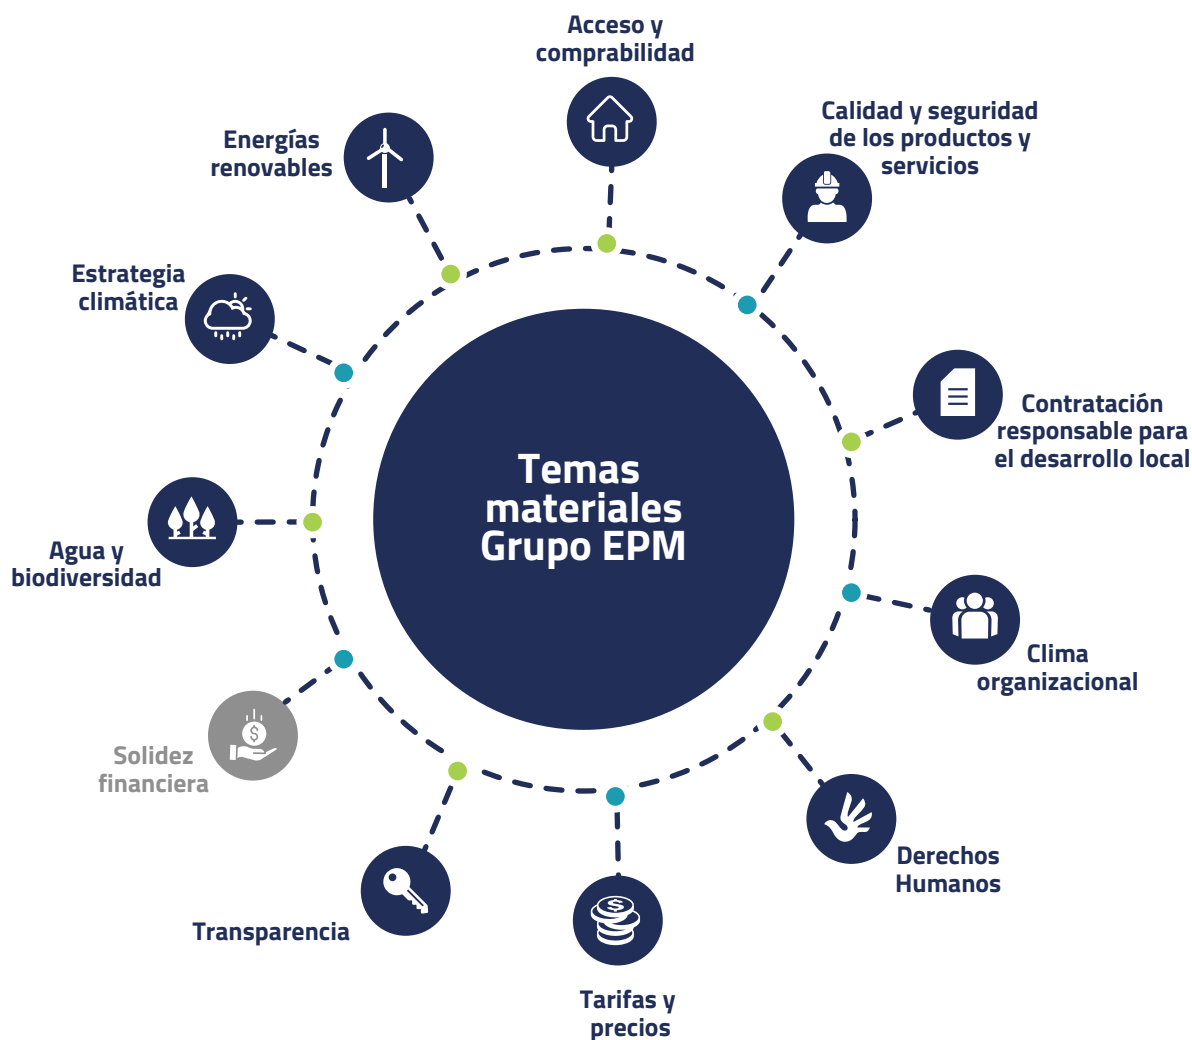 Acceso y
comprabilidad
Calidad y seguridad
de los productos y
servicios
Energías
renovables
Estrategia
climática
Contratación
responsable para
el desarrollo local
Temas
materiales
Grupo EPM
Agua y
biodiversidad
Clima
organizacional
Solidez
financiera
Derechos
Humanos
Transparencia
Tarifas y
precios